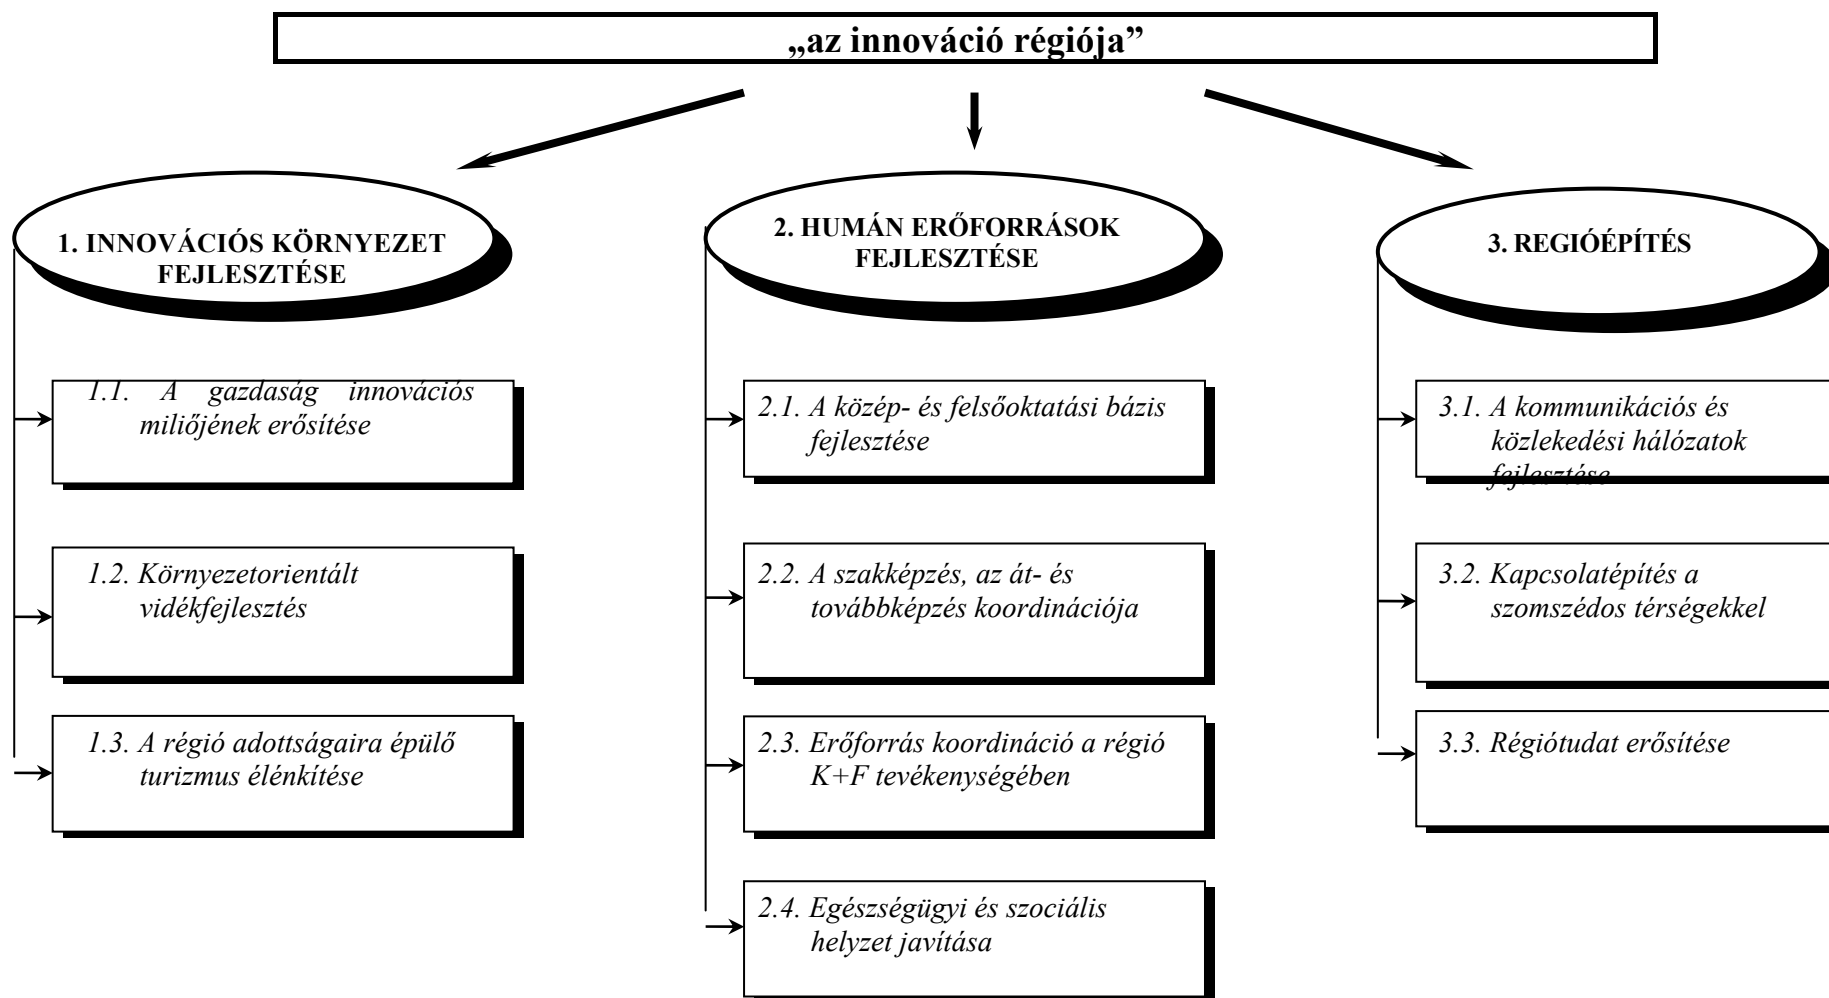 „az innováció régiója”
1. INNOVÁCIÓS KÖRNYEZET
FEJLESZTÉSE
1.1. A gazdaság innovációs
miliőjének erősítése
1.2. Környezetorientált
vidékfejlesztés
1.3. A régió adottságaira épülő
turizmus élénkítése
2. HUMÁN ERŐFORRÁSOK
FEJLESZTÉSE
2.1. A közép- és felsőoktatási bázis
fejlesztése
2.2. A szakképzés, az át- és
továbbképzés koordinációja
2.3. Erőforrás koordináció a régió
K+F tevékenységében
2.4. Egészségügyi és szociális
helyzet javítása
3. REGIÓÉPÍTÉS
3.1. A kommunikációs és
közlekedési hálózatok
fejlesztése
3.2. Kapcsolatépítés a
szomszédos térségekkel
3.3. Régiótudat erősítése